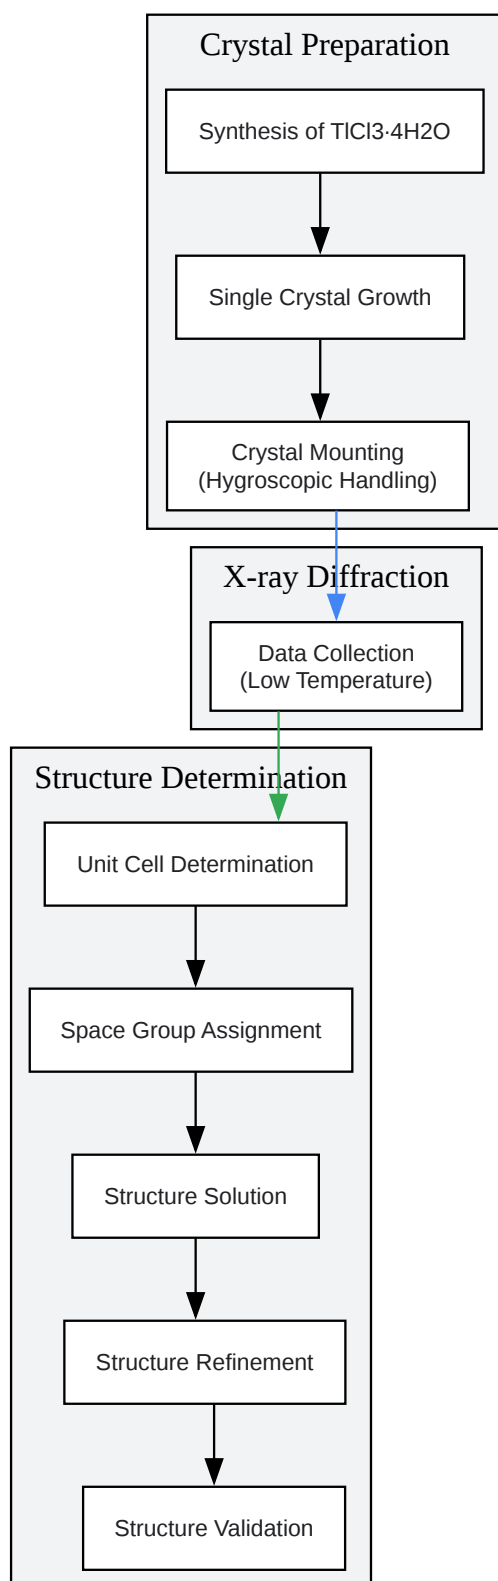 Crystal Preparation
Synthesis of TlCl3·4H2O
Single Crystal Growth
Crystal Mounting
(Hygroscopic Handling)
X-ray Diffraction
Data Collection
(Low Temperature)
Structure Determination
Unit Cell Determination
Space Group Assignment
Structure Solution
Structure Refinement
Structure Validation